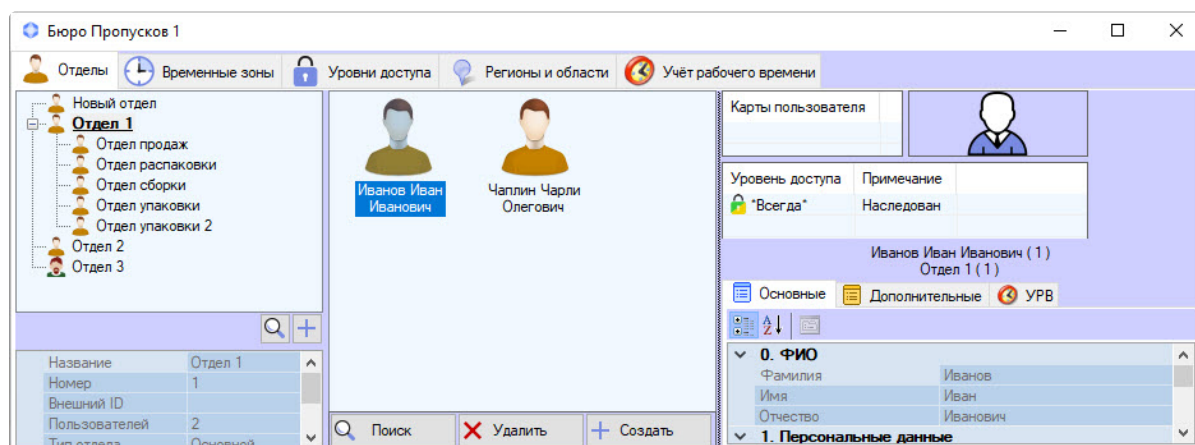 Бюро Пропусков 1
Отделы Временные зоны Уровни доступа Регионы и области Учёт рабочего времени
Новый отдел
Отдел 1
Отдел продаж
Отдел распаковки
Отдел сборки
Отдел упаковки
Отдел упаковки 2
Отдел 2
Отдел 3
Название Отдел 1
Номер 1
Внешний ID
Пользователей 2
Тип отдела Основной
Иванов Иван
Иванович
Чаплин Чарли
Олегович
Поиск Удалить Создать
Карты пользователя
Уровень доступа Примечание
*Всегда* Наследован
Иванов Иван Иванович ( 1 )
Отдел 1 ( 1 )
Основные Дополнительные УРВ
0. ФИО
Фамилия Иванов
Имя Иван
Отчество Иванович
1. Персональные данные